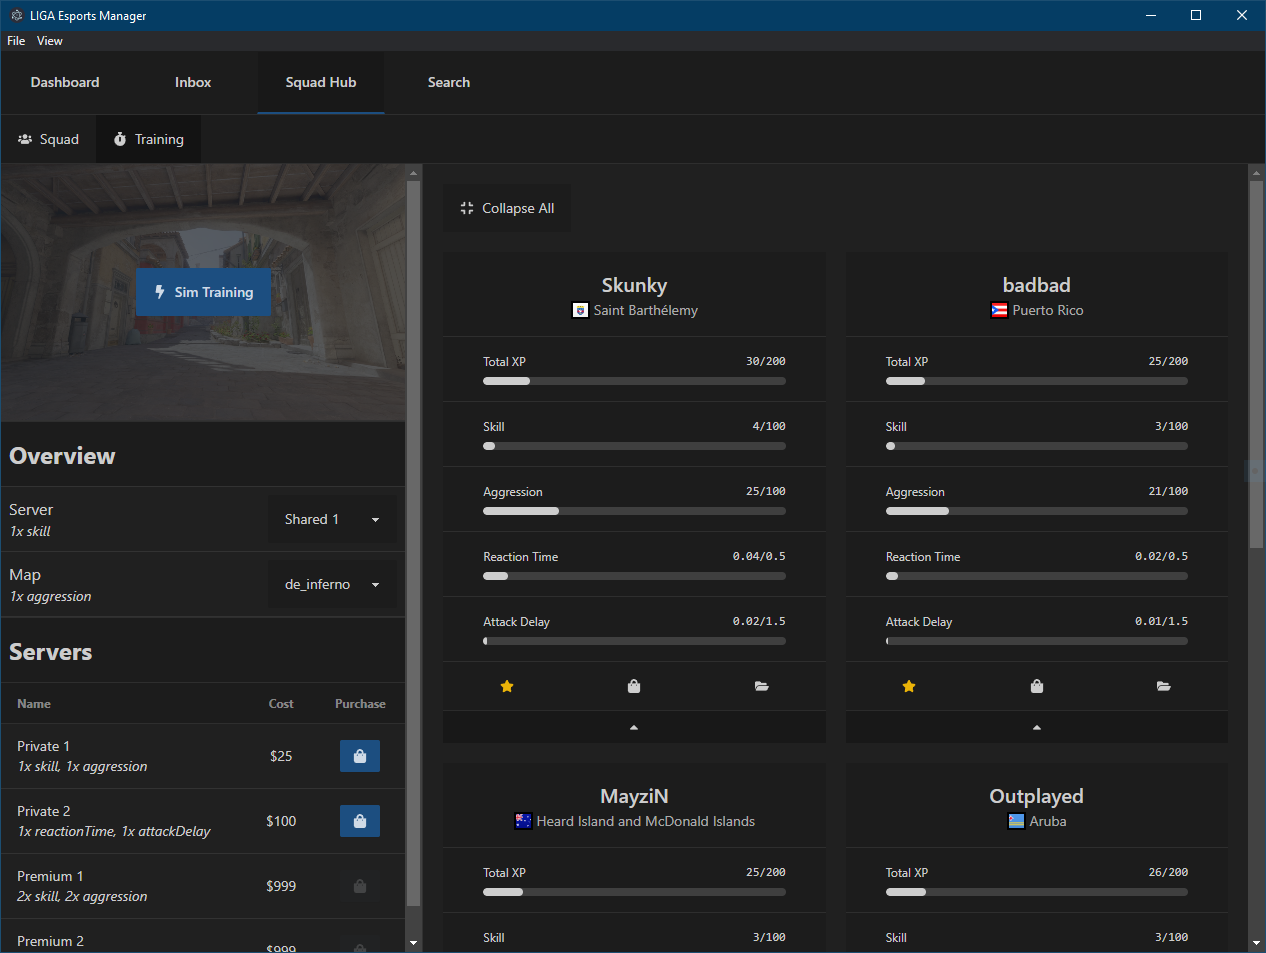 LIGA Esports Manager
File View
Dashboard Inbox Squad Hub Search
Squad Training
Sim Training
Overview
Server
1x skill
Shared 1
Map
1x aggression
de_inferno
Servers
Name Cost Purchase
Private 1
1x skill, 1x aggression
$25
Private 2
1x reactionTime, 1x attackDelay
$100
Premium 1
2x skill, 2x aggression
$999
Premium 2
$999
Collapse All
Skunky
Saint Barthélemy
Total XP 30/200
Skill 4/100
Aggression 25/100
Reaction Time 0.04/0.5
Attack Delay 0.02/1.5
badbad
Puerto Rico
Total XP 25/200
Skill 3/100
Aggression 21/100
Reaction Time 0.02/0.5
Attack Delay 0.01/1.5
MayziN
Heard Island and McDonald Islands
Total XP 25/200
Skill 3/100
Outplayed
Aruba
Total XP 26/200
Skill 3/100